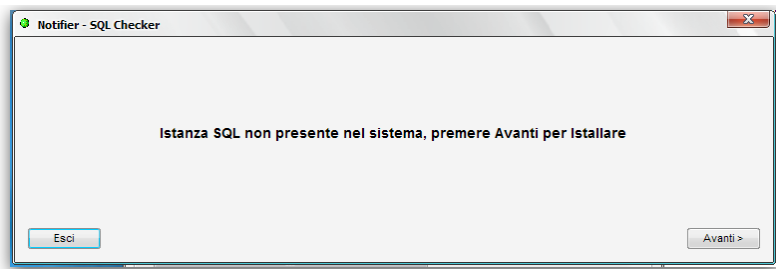 Notifier - SQL Checker
Istanza SQL non presente nel sistema, premere Avanti per Istallare
Esci
Avanti >